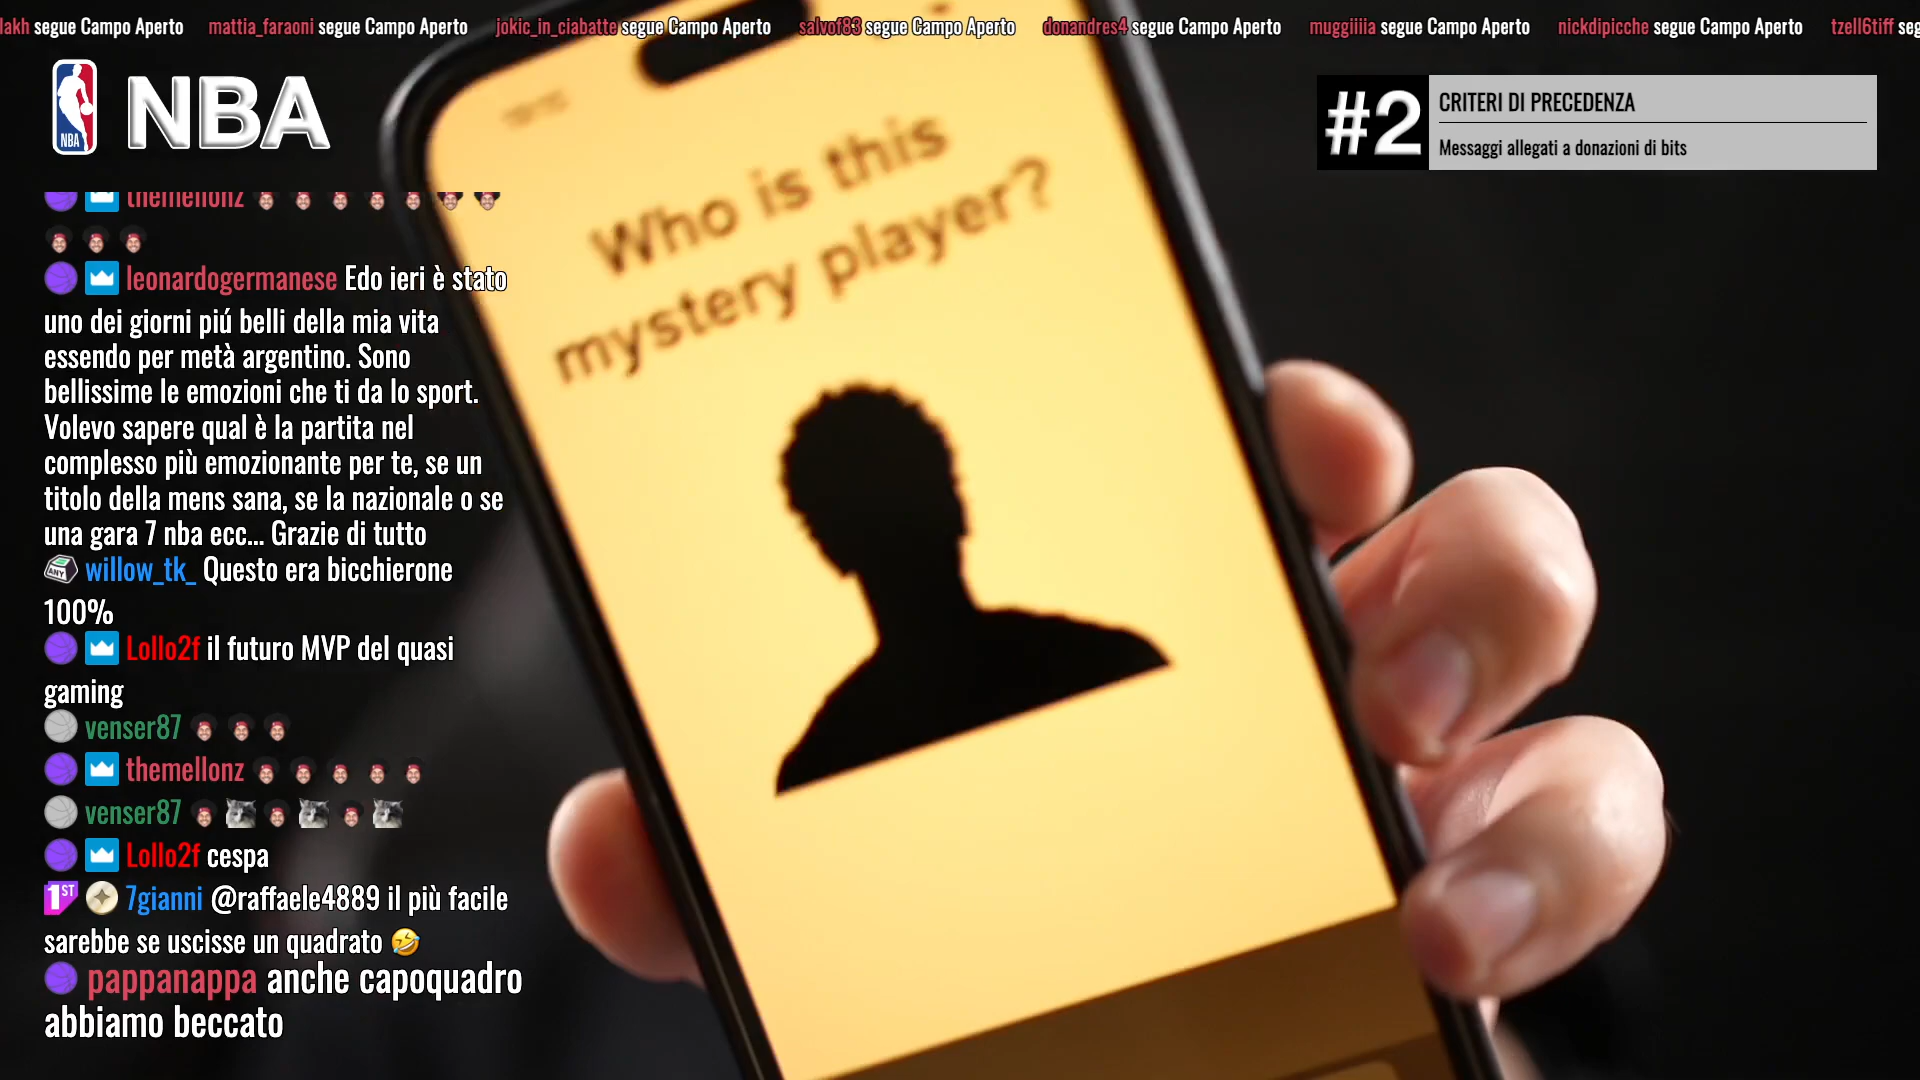 lakh segue Campo Aperto mattia_faraoni segue Campo Aperto jokic_in_ciabatte segue Campo Aperto salvof83 segue Campo Aperto donandres4 segue Campo Aperto muggiiiia segue Campo Aperto nickdipicche segue Campo Aperto tzell6tiff seg
NBA
NBA
#2
CRITERI DI PRECEDENZA
Messaggi allegati a donazioni di bits
Who is this
mystery player?
themellonz
leonardogermanese Edo ieri è stato
uno dei giorni piú belli della mia vita
essendo per metà argentino. Sono
bellissime le emozioni che ti da lo sport.
Volevo sapere qual è la partita nel
complesso più emozionante per te, se un
titolo della mens sana, se la nazionale o se
una gara 7 nba ecc... Grazie di tutto
ANY willow_tk_ Questo era bicchierone
100%
Lollo2f il futuro MVP del quasi
gaming
venser87
themellonz
venser87
Lollo2f cespa
1ST 7gianni @raffaele4889 il più facile
sarebbe se uscisse un quadrato 🤣
pappanappa anche capoquadro
abbiamo beccato